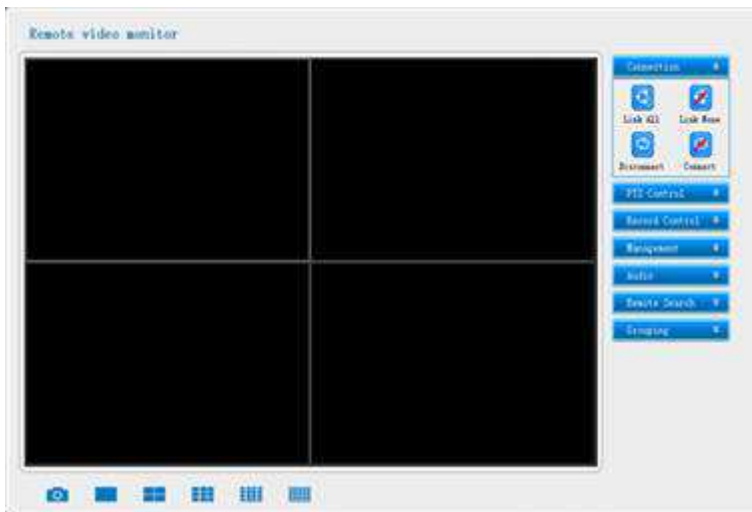 Remote video monitor
Connection
Link All
Link None
Disconnect
Connect
PTZ Control
Record Control
Management
Audio
Remote Search
Grouping